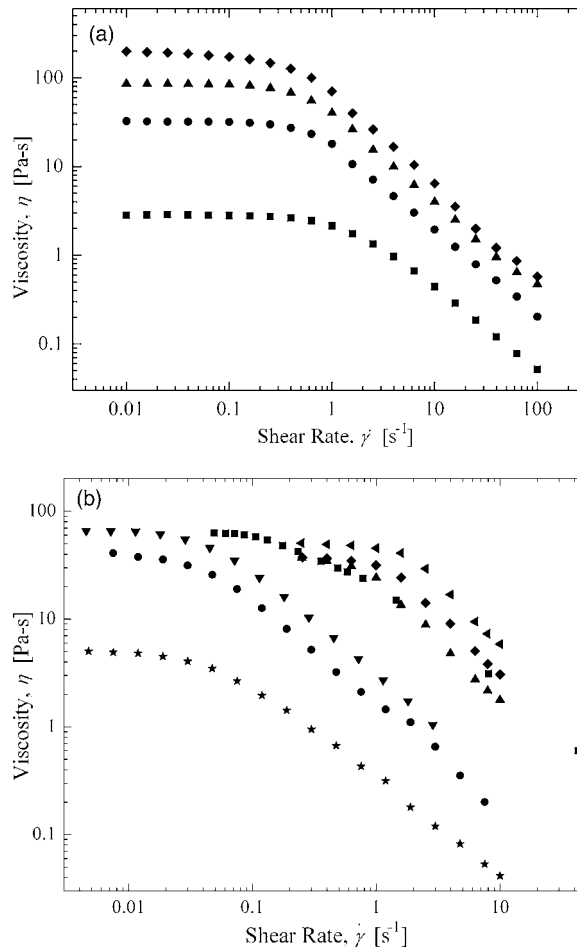 (a)
100
10
1
0.1
Viscosity, η [Pa-s]
0.01 0.1 1 10 100
Shear Rate, γ̇ [s⁻¹]
(b)
100
10
1
0.1
Viscosity, η [Pa-s]
0.01 0.1 1 10
Shear Rate, γ̇ [s⁻¹]